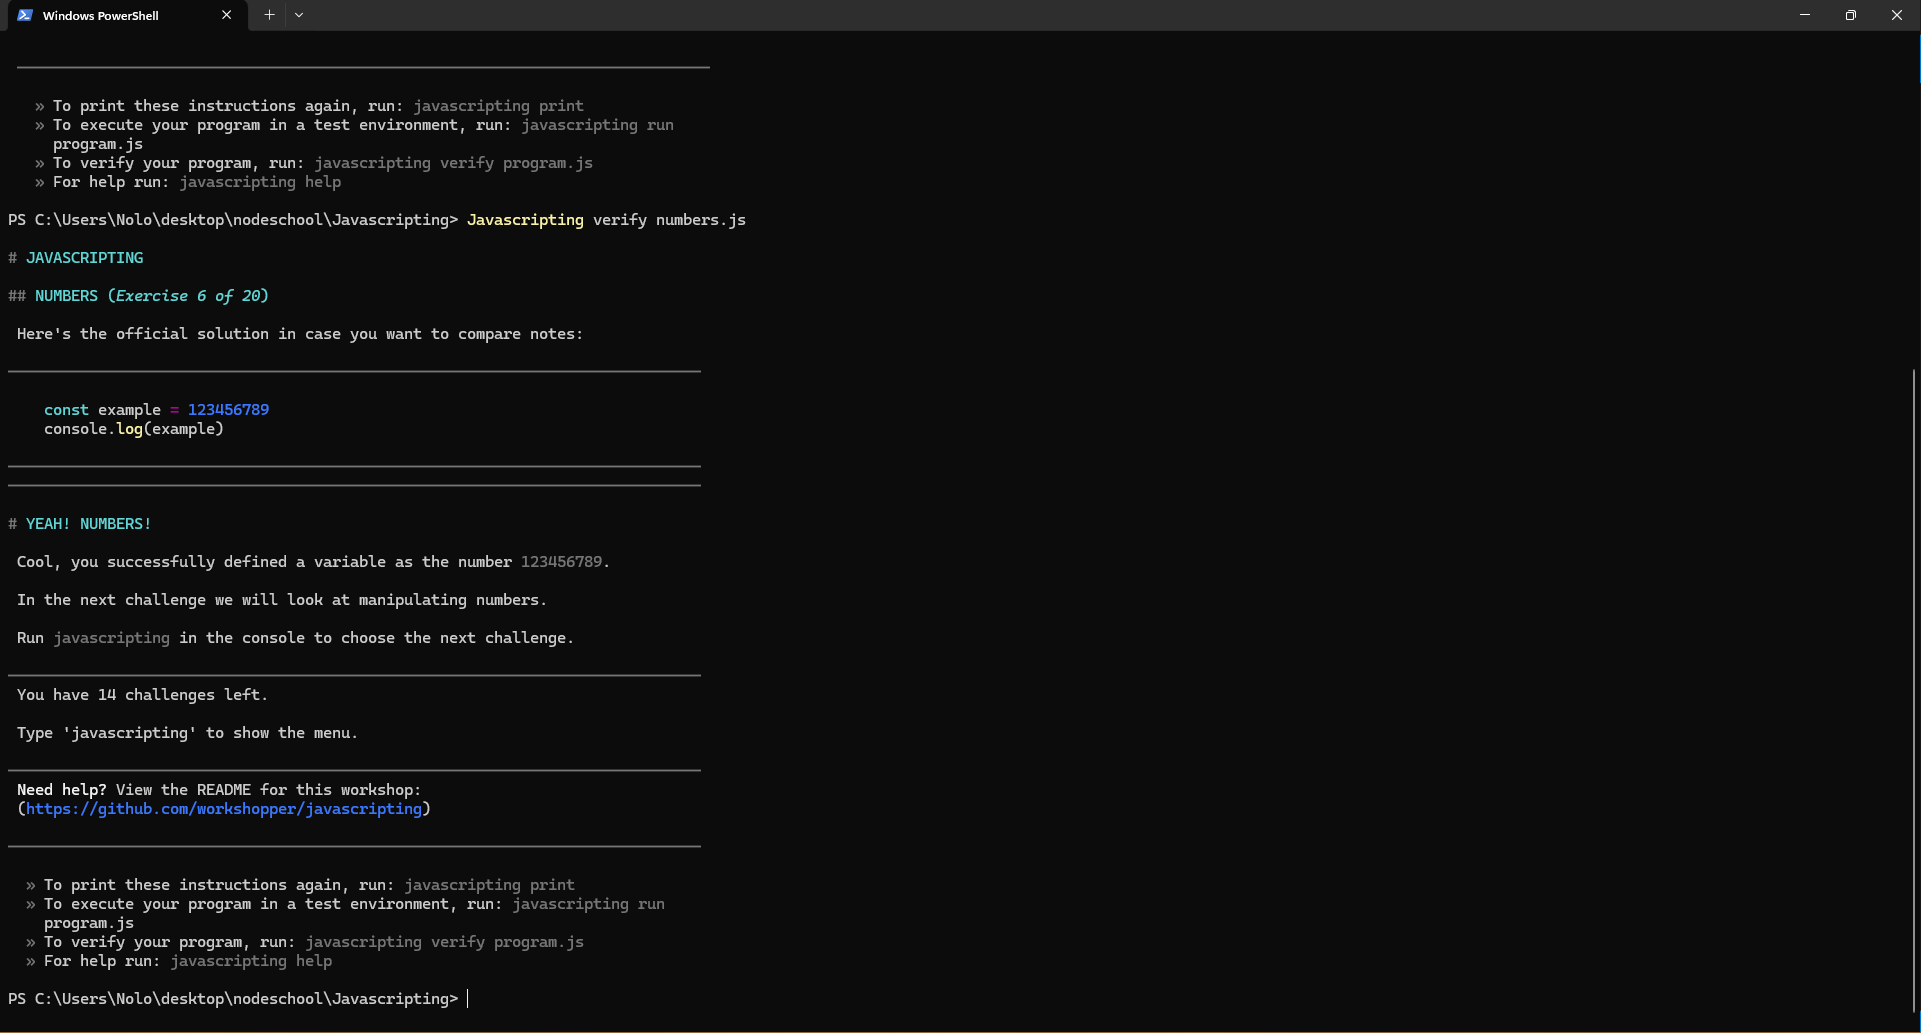 Windows PowerShell
» To print these instructions again, run: javascripting print
» To execute your program in a test environment, run: javascripting run
program.js
» To verify your program, run: javascripting verify program.js
» For help run: javascripting help
PS C:\Users\Nolo\desktop\nodeschool\Javascripting> Javascripting verify numbers.js
# JAVASCRIPTING
## NUMBERS (Exercise 6 of 20)
Here's the official solution in case you want to compare notes:
const example = 123456789
console.log(example)
# YEAH! NUMBERS!
Cool, you successfully defined a variable as the number 123456789.
In the next challenge we will look at manipulating numbers.
Run javascripting in the console to choose the next challenge.
You have 14 challenges left.
Type 'javascripting' to show the menu.
Need help? View the README for this workshop:
(https://github.com/workshopper/javascripting)
» To print these instructions again, run: javascripting print
» To execute your program in a test environment, run: javascripting run
program.js
» To verify your program, run: javascripting verify program.js
» For help run: javascripting help
PS C:\Users\Nolo\desktop\nodeschool\Javascripting>